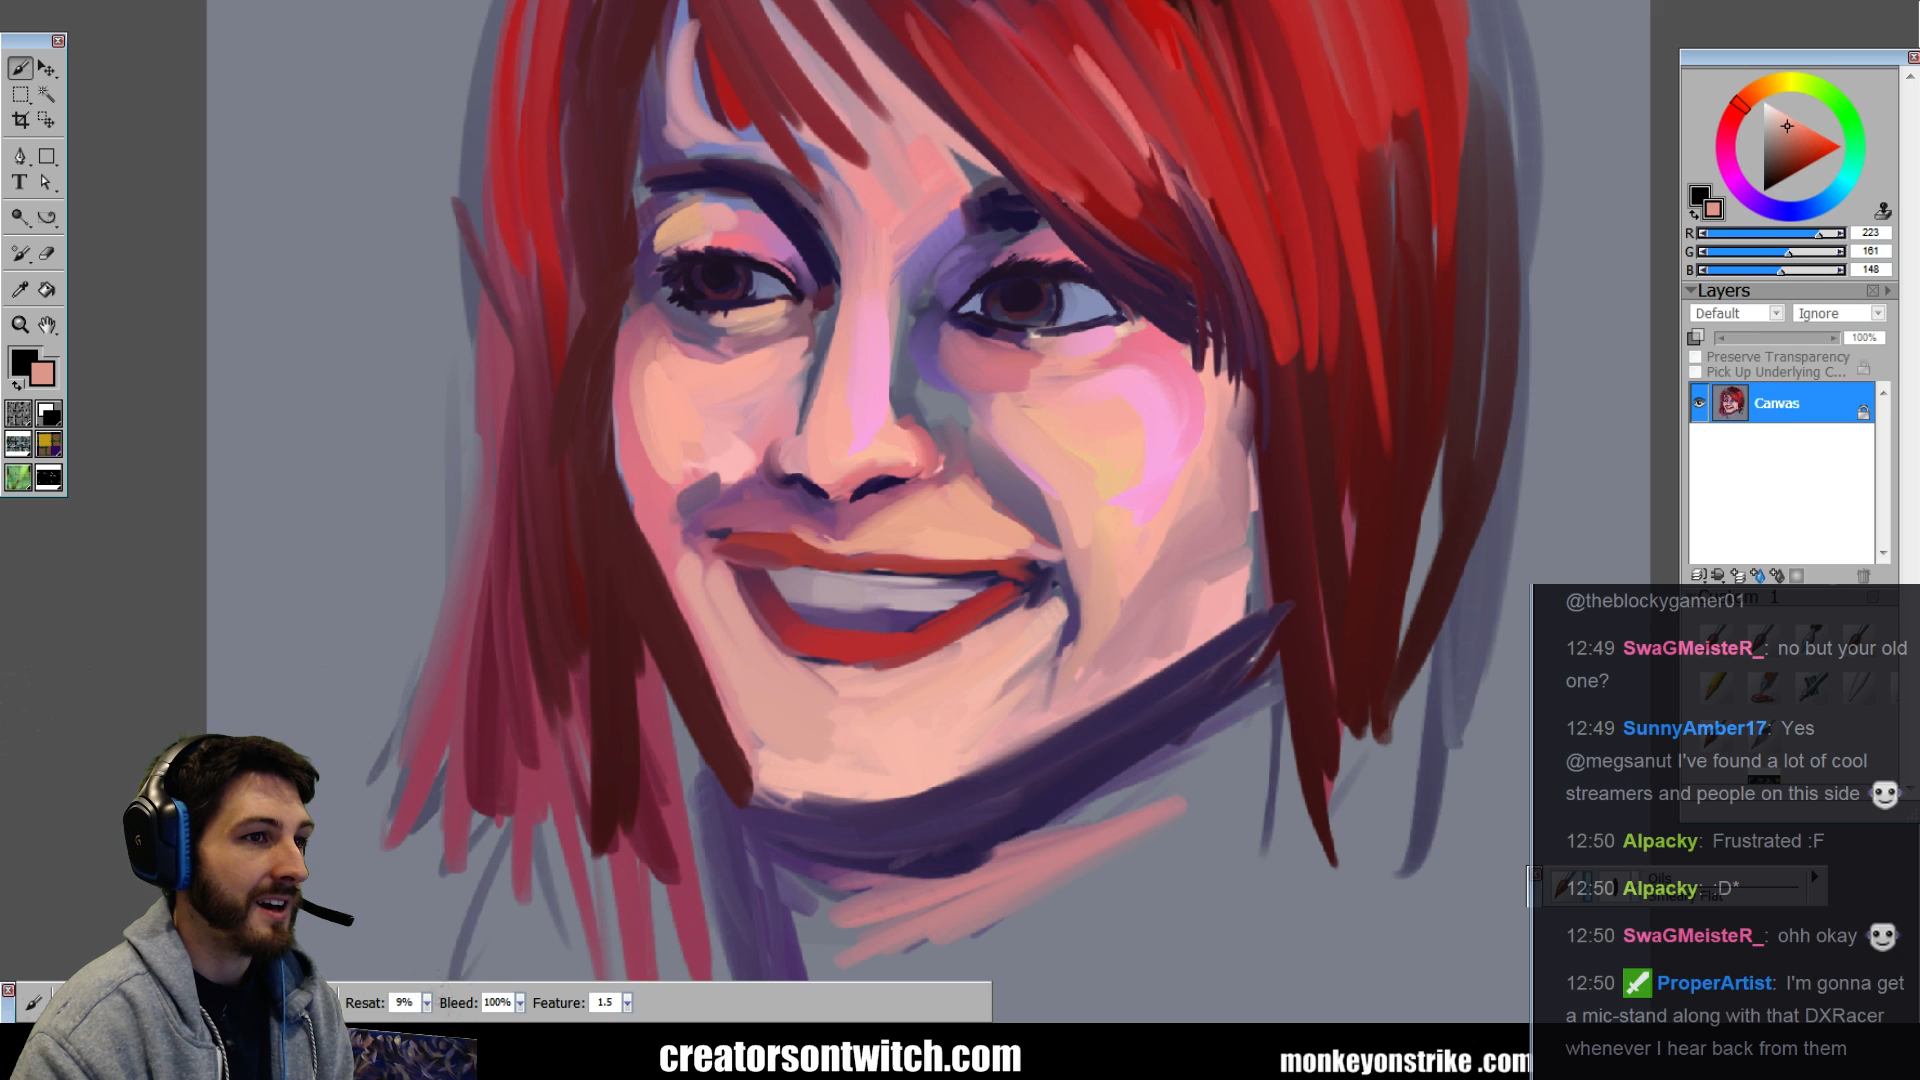 T
R 223
G 161
B 148
Layers
Default Ignore
100%
Preserve Transparency
Pick Up Underlying C...
Canvas
1
@theblockygamer01
12:49 SwaGMeisteR_: no but your old
one?
12:49 SunnyAmber17: Yes
@megsanut I've found a lot of cool
streamers and people on this side
12:50 Alpacky: Frustrated :F
Oils
12:50 Alpacky: :D*
Smeary Flat
12:50 SwaGMeisteR_: ohh okay
12:50 ProperArtist: I'm gonna get
a mic-stand along with that DXRacer
whenever I hear back from them
Resat: 9% Bleed: 100% Feature: 1.5
creatorsontwitch.com
monkeyonstrike .com